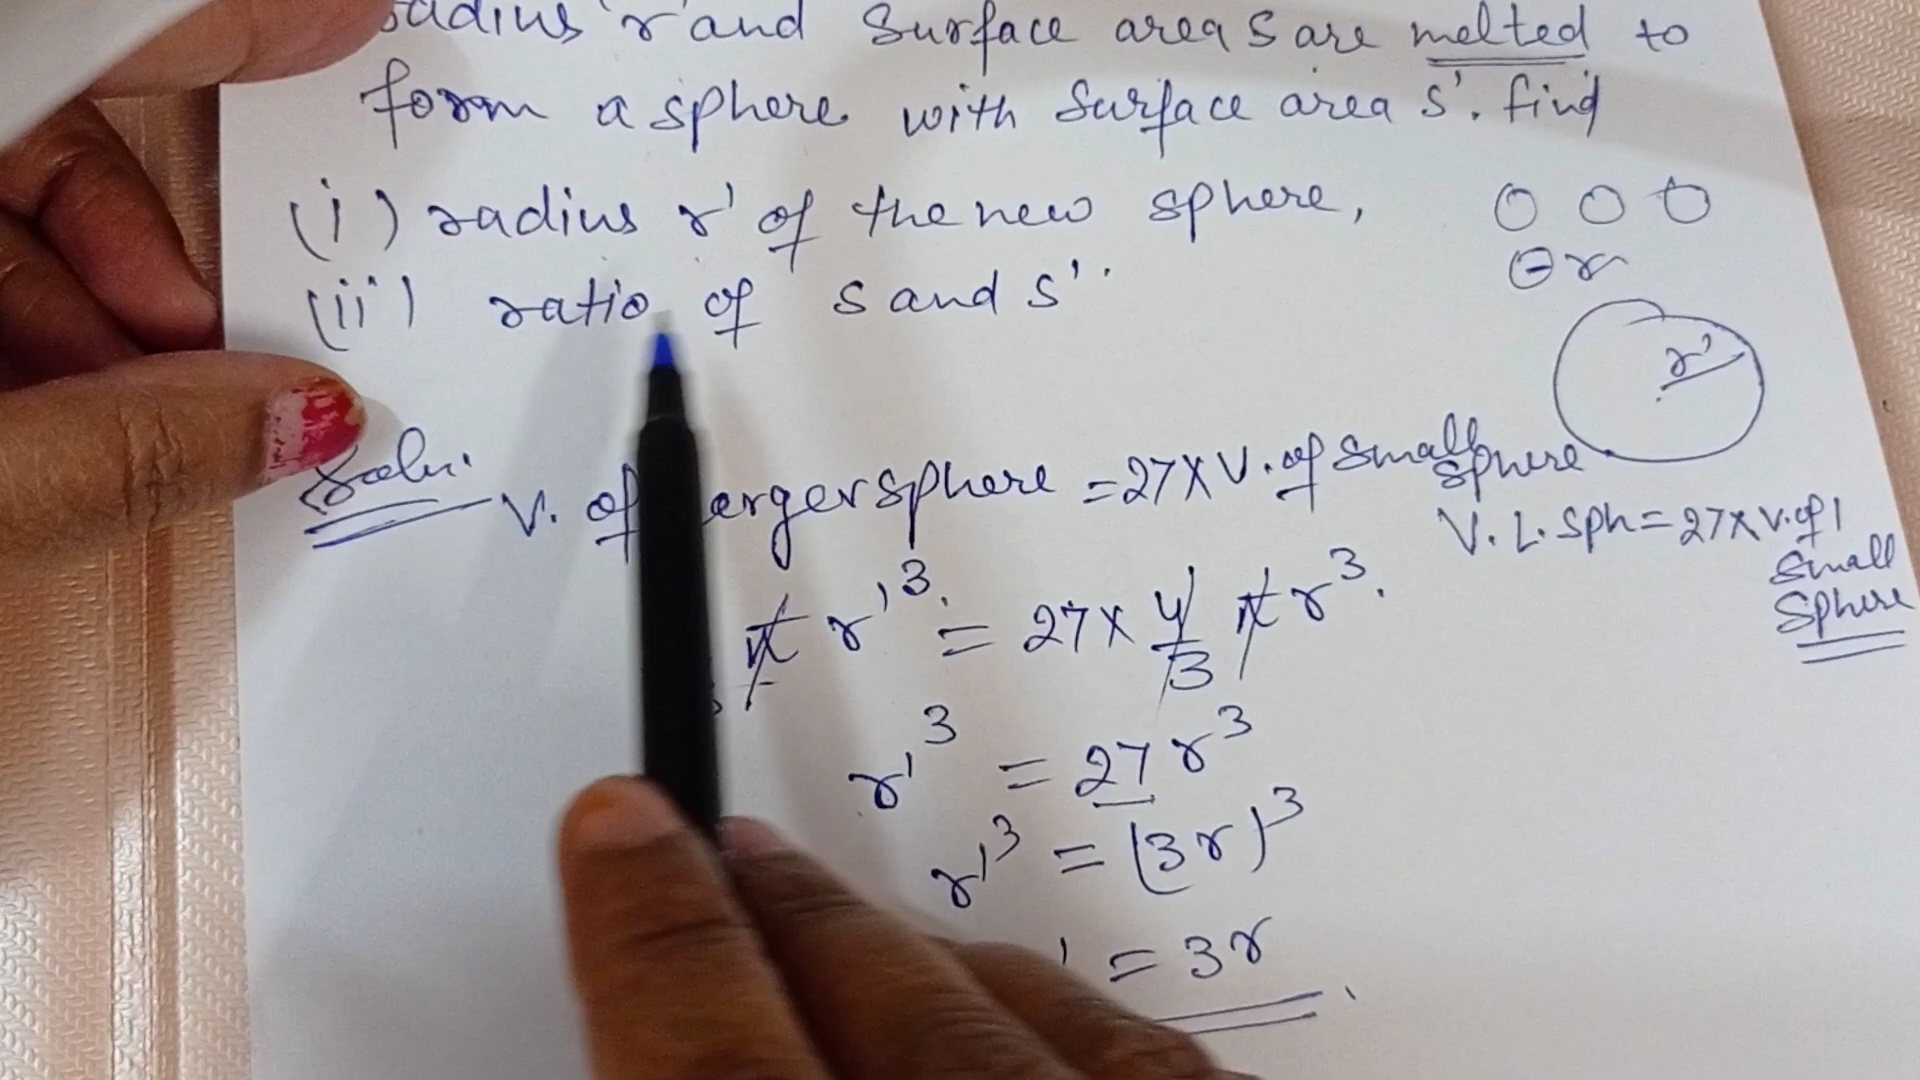 radius 'r' and Surface area S are melted to
form a sphere with Surface area S'. find
(i) radius r' of the new sphere,
(ii) ratio of S and S'.
r
r'
Soln.
V. of larger sphere = 27 X V. of Small Sphere
V. L. Sph = 27 x V. of 1 Small Sphere
π r'³ = 27 x 4/3 π r³.
r'³ = 27 r³
r'³ = (3r)³
' = 3r